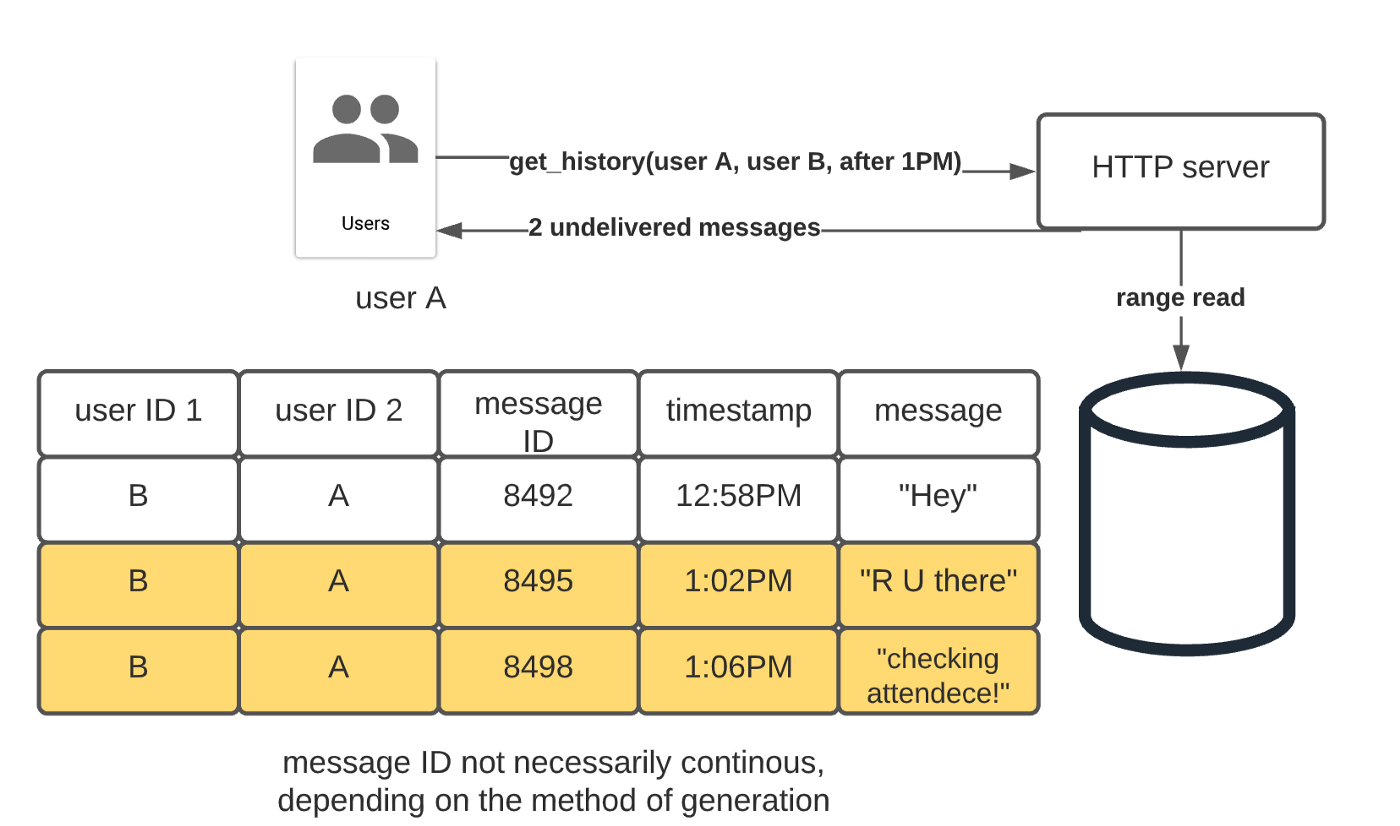 get_history(user A, user B, after 1PM)
HTTP server
Users
2 undelivered messages
user A
range read
user ID 1 user ID 2 message ID timestamp message
B A 8492 12:58PM "Hey"
B A 8495 1:02PM "R U there"
B A 8498 1:06PM "checking attendece!"
message ID not necessarily continous,
depending on the method of generation